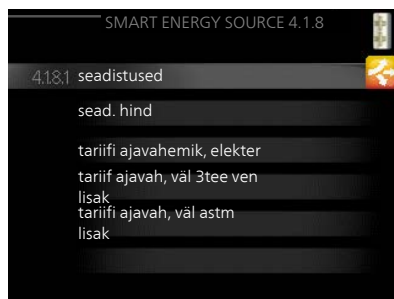 SMART ENERGY SOURCE 4.1.8
4.1.8.1 seadistused
sead. hind
tariifi ajavahemik, elekter
tariif ajavah, väl 3tee ven
lisak
tariifi ajavah, väl astm
lisak